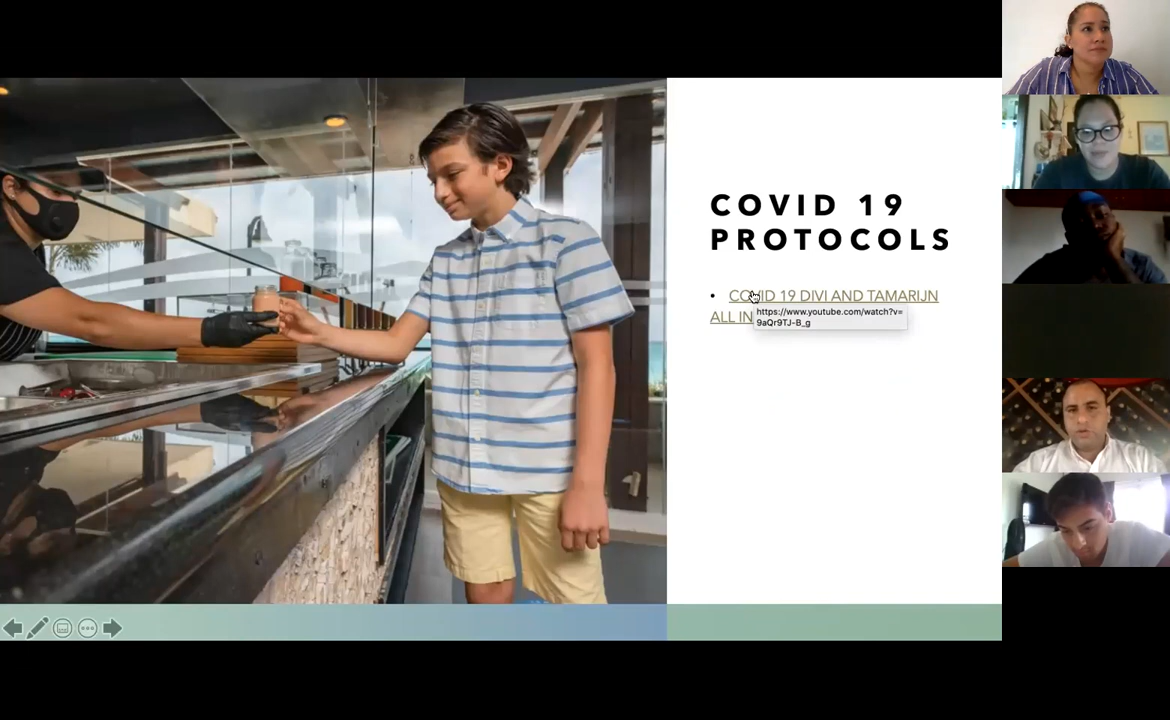 COVID 19
PROTOCOLS
• COVID 19 DIVI AND TAMARIJN
ALL IN
https://www.youtube.com/watch?v=
9aQr9TJ-B_g